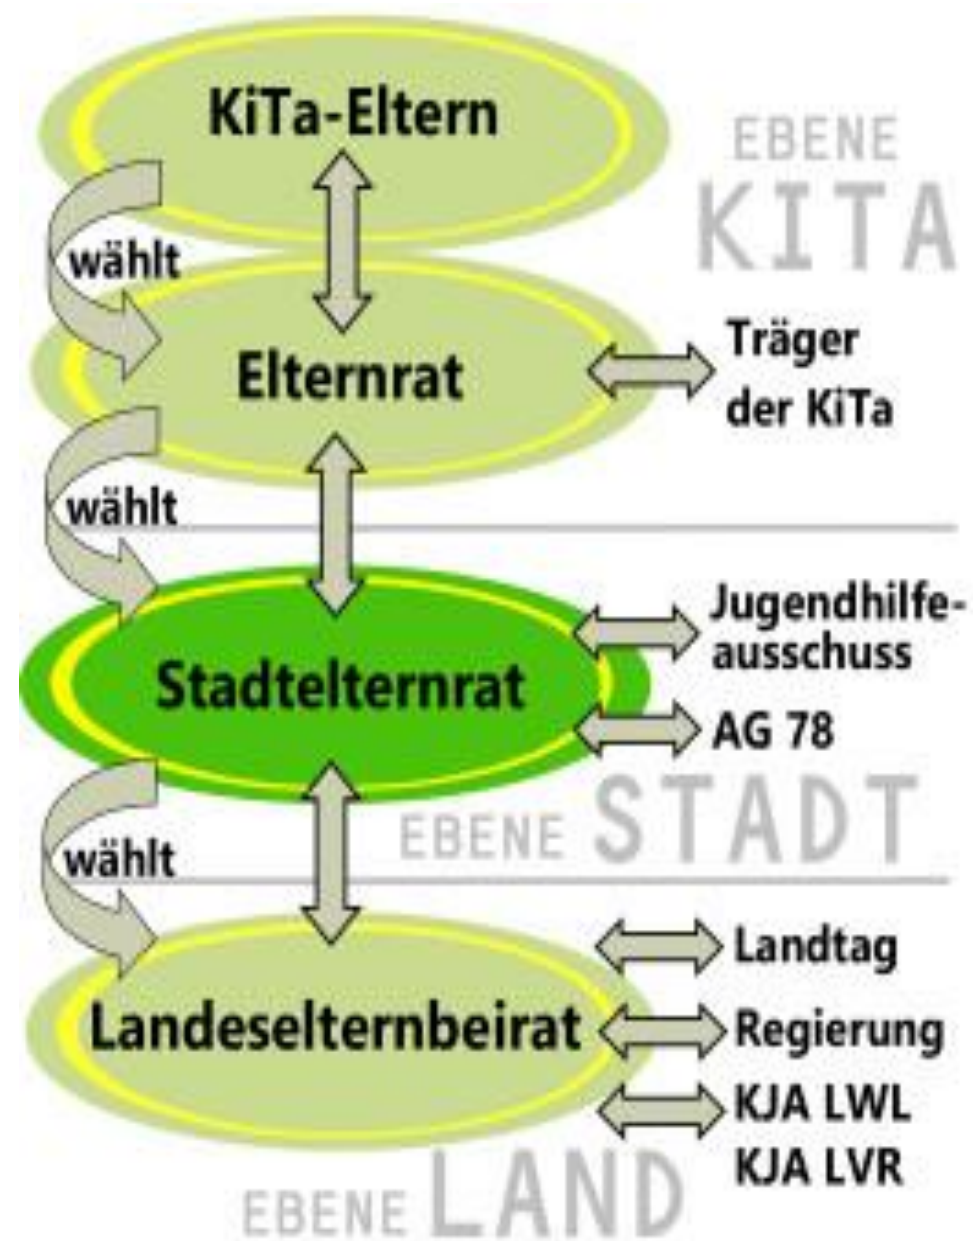 KiTa-Eltern
EBENE
KITA
wählt
Elternrat
Träger
der KiTa
wählt
Jugendhilfe-
ausschuss
Stadtelternrat
AG 78
EBENE STADT
wählt
Landtag
Landeselternbeirat
Regierung
KJA LWL
KJA LVR
EBENE LAND